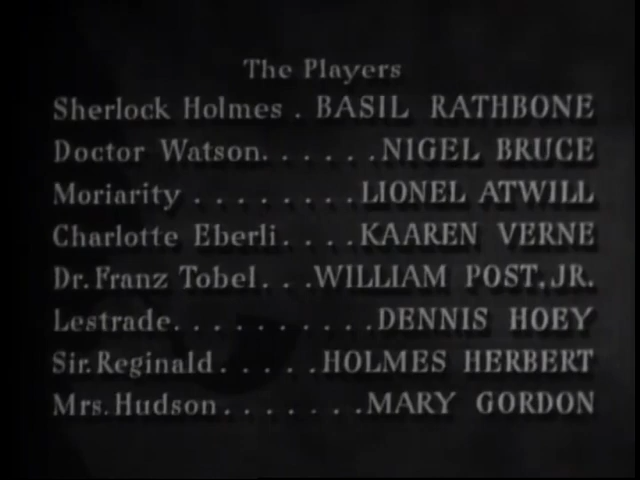 The Players
Sherlock Holmes . BASIL RATHBONE
Doctor Watson. . . . . .NIGEL BRUCE
Moriarity . . . . . . . .LIONEL ATWILL
Charlotte Eberli. . . .KAAREN VERNE
Dr. Franz Tobel. . .WILLIAM POST, JR.
Lestrade. . . . . . . . . .DENNIS HOEY
Sir. Reginald . . . . .HOLMES HERBERT
Mrs. Hudson. . . . . . .MARY GORDON